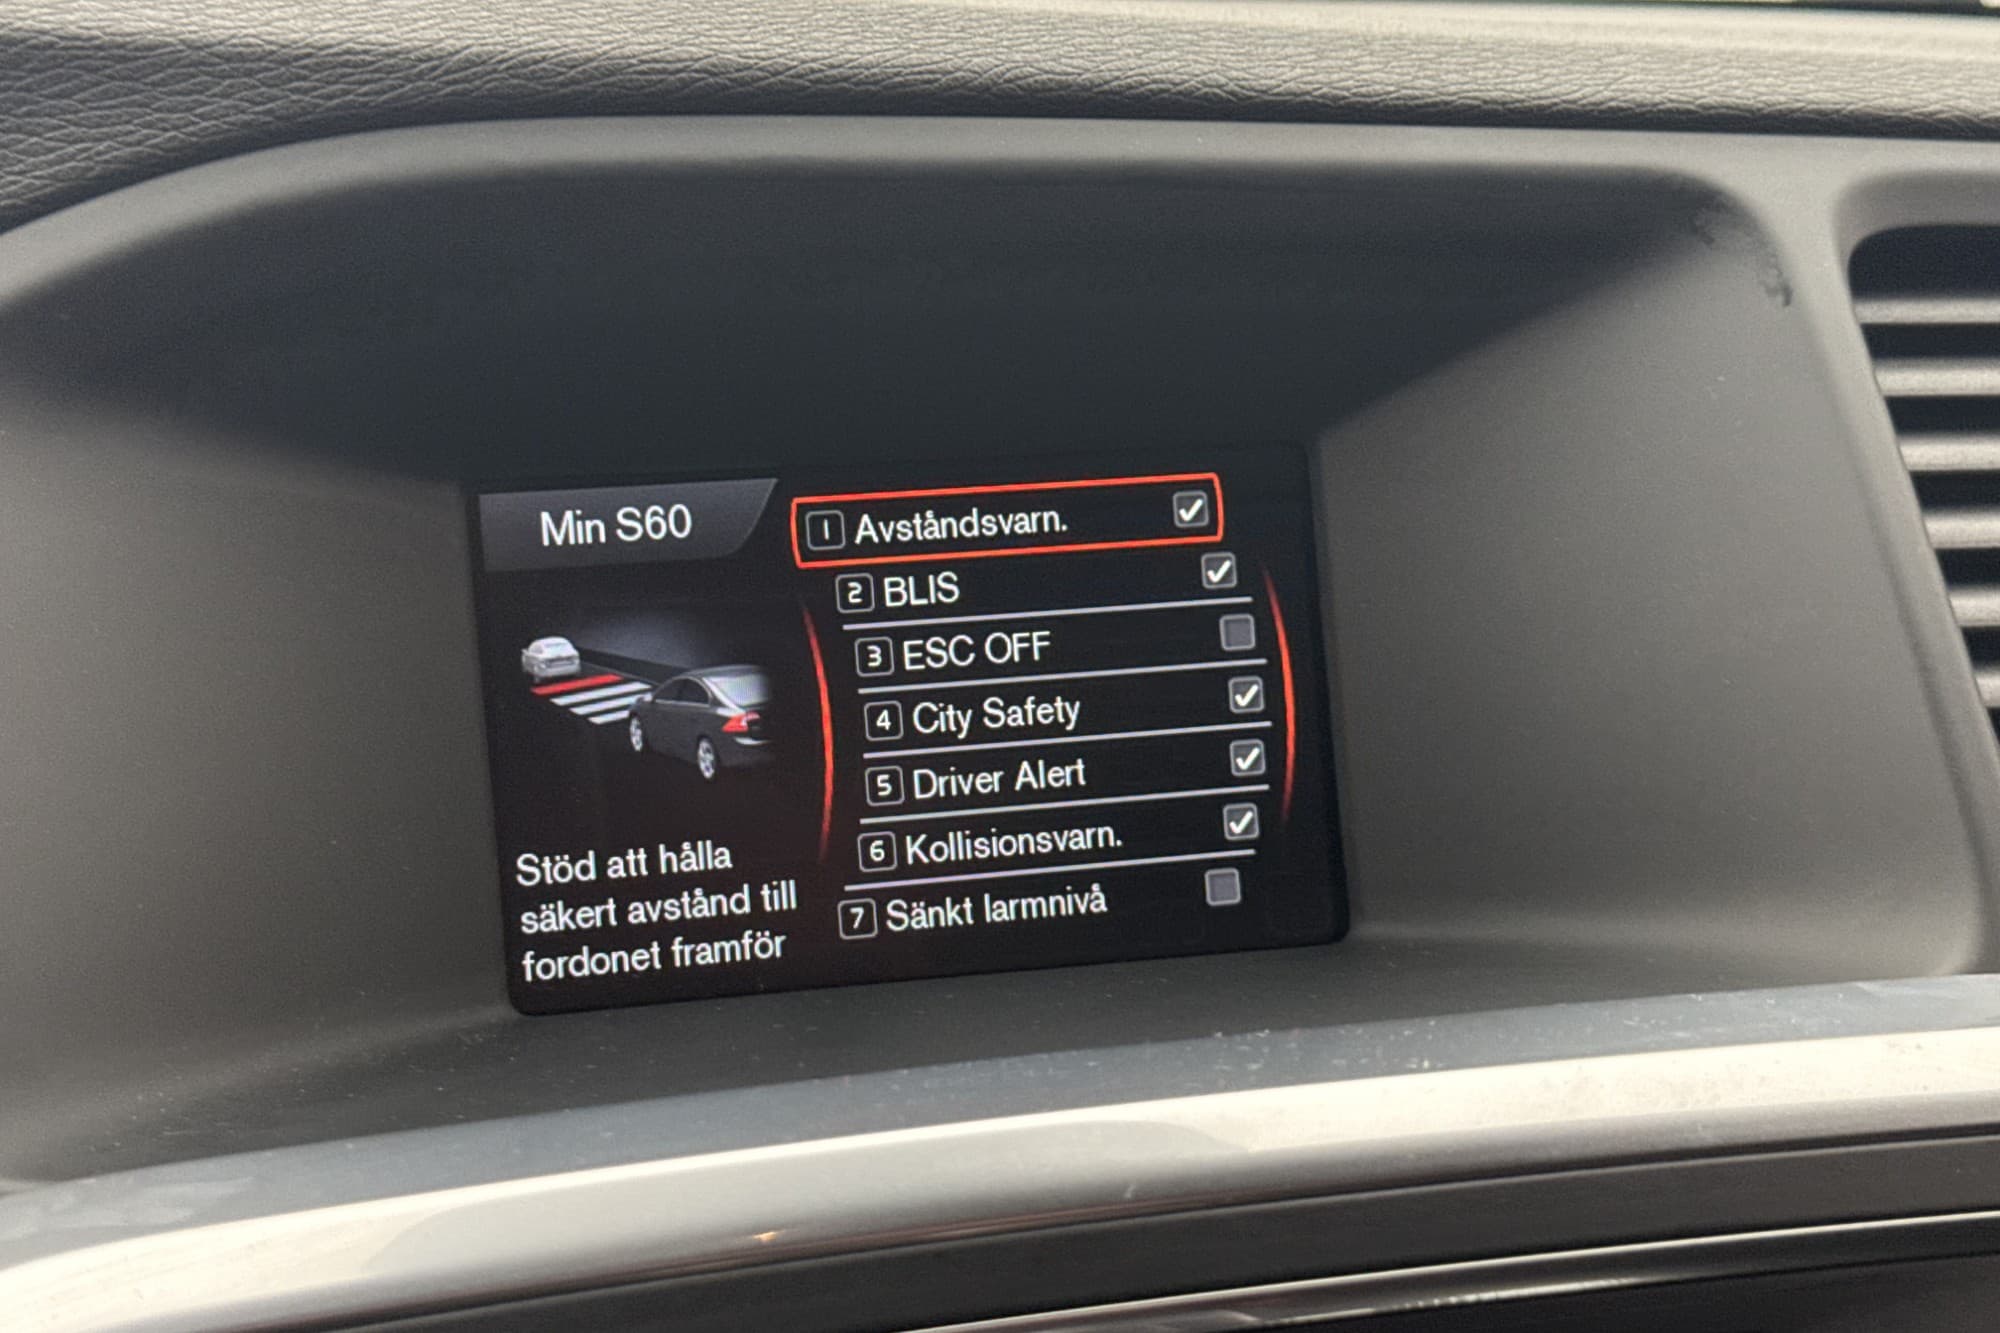 Min S60
1 Avståndsvarn.
2 BLIS
3 ESC OFF
4 City Safety
5 Driver Alert
6 Kollisionsvarn.
7 Sänkt larmnivå
Stöd att hålla
säkert avstånd till
fordonet framför